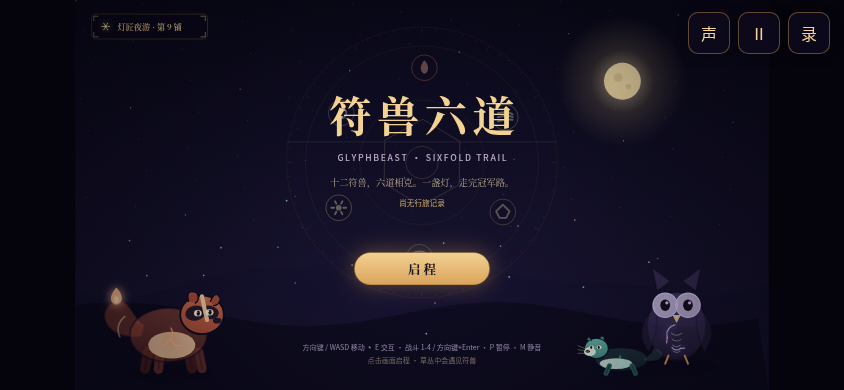 灯匠夜游·第9铺
声
II
录
符兽六道
GLYPHBEAST · SIXFOLD TRAIL
十二符兽，六道相克。一盏灯，走完冠军路。
尚无行旅记录
启程
方向键 / WASD 移动 · E 交互 · 战斗 1-4 / 方向键+Enter · P 暂停 · M 静音
点击画面启程 · 草丛中会遇见符兽